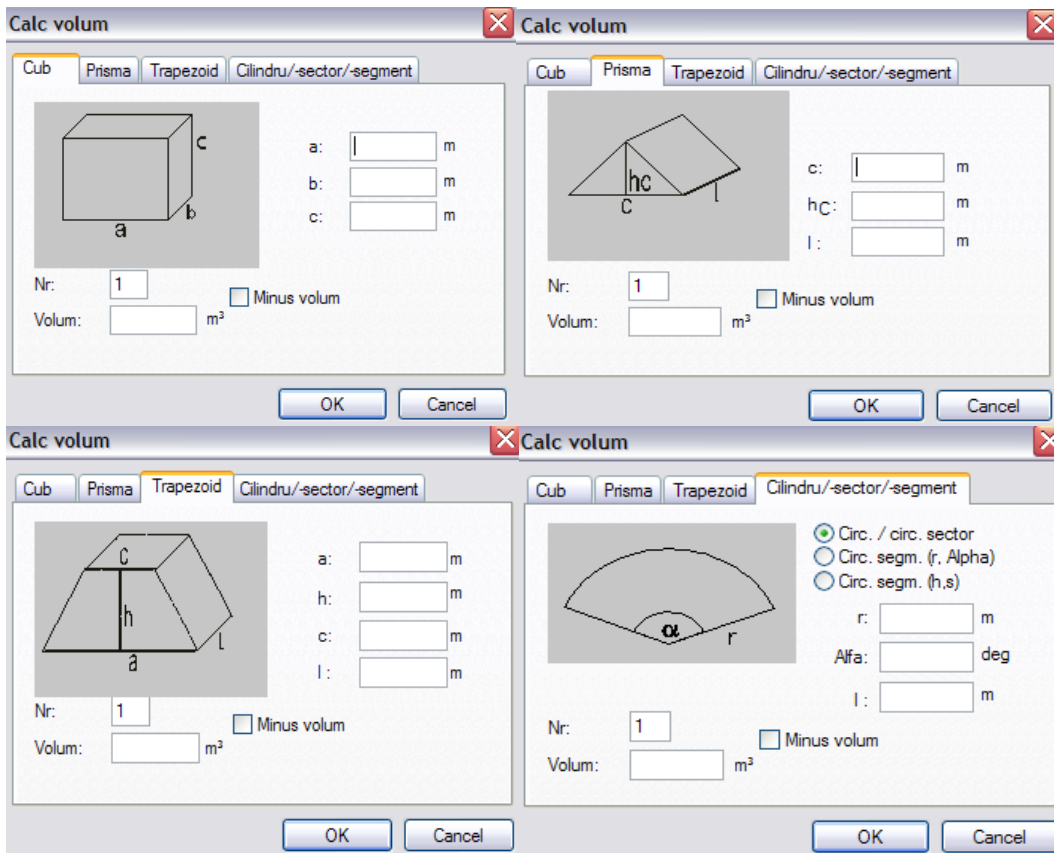 Calc volum
Cub Prisma Trapezoid Cilindru/-sector/-segment
c
b
a
a: m
b: m
c: m
Nr: 1
Minus volum
Volum: m³
OK Cancel
Calc volum
Cub Prisma Trapezoid Cilindru/-sector/-segment
hc
c
l
c: m
hC: m
l: m
Nr: 1
Minus volum
Volum: m³
OK Cancel
Calc volum
Cub Prisma Trapezoid Cilindru/-sector/-segment
C
h
a
L
a: m
h: m
c: m
l: m
Nr: 1
Minus volum
Volum: m³
OK Cancel
Calc volum
Cub Prisma Trapezoid Cilindru/-sector/-segment
α
r
Circ. / circ. sector
Circ. segm. (r, Alpha)
Circ. segm. (h,s)
r: m
Alfa: deg
l: m
Nr: 1
Minus volum
Volum: m³
OK Cancel